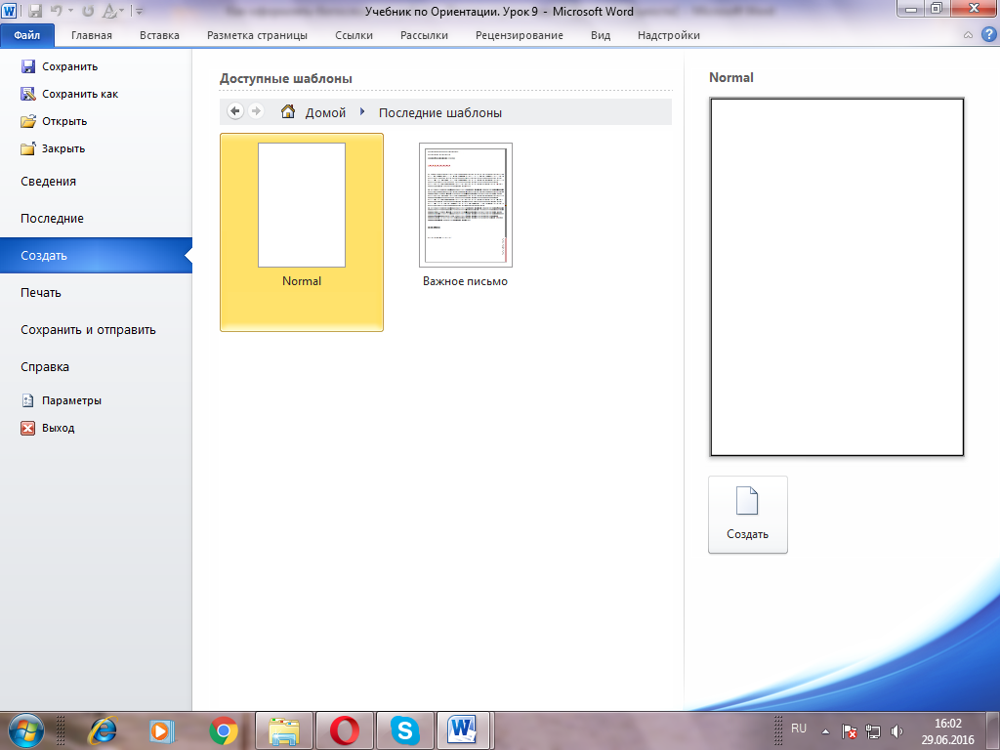 Учебник по Ориентации. Урок 9 - Microsoft Word
Файл Главная Вставка Разметка страницы Ссылки Рассылки Рецензирование Вид Надстройки
Сохранить
Сохранить как
Открыть
Закрыть
Сведения
Последние
Создать
Печать
Сохранить и отправить
Справка
Параметры
Выход
Доступные шаблоны
Домой Последние шаблоны
Normal
Важное письмо
Normal
Создать
RU
16:02
29.06.2016